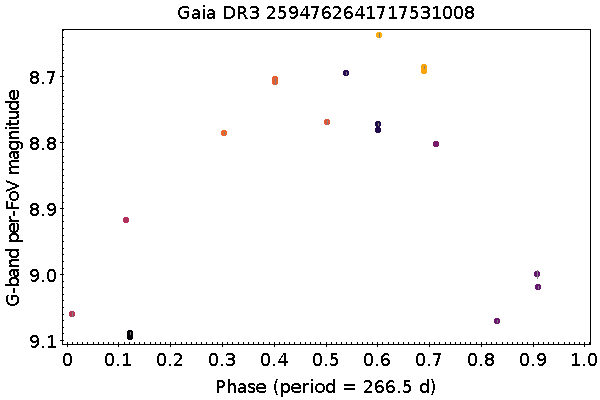 Gaia DR3 2594762641717531008
G-band per-FoV magnitude
8.7
8.8
8.9
9.0
9.1
0 0.1 0.2 0.3 0.4 0.5 0.6 0.7 0.8 0.9 1.0
Phase (period = 266.5 d)